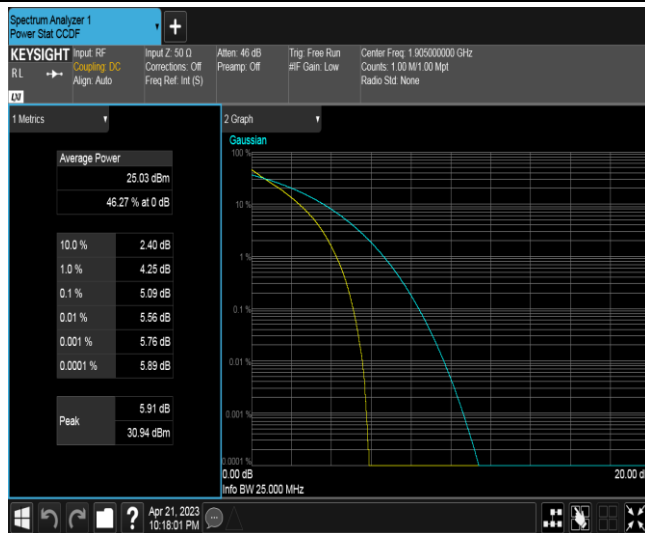 Spectrum Analyzer 1
Power Stat CCDF
+
KEYSIGHT
RL
Input: RF
Coupling: DC
Align: Auto
Input Z: 50 Ω
Corrections: Off
Freq Ref: Int (S)
Atten: 46 dB
Preamp: Off
Trig: Free Run
#IF Gain: Low
Center Freq: 1.905000000 GHz
Counts: 1.00 M/1.00 Mpt
Radio Std: None
1 Metrics
Average Power
25.03 dBm
46.27 % at 0 dB
10.0 % 2.40 dB
1.0 % 4.25 dB
0.1 % 5.09 dB
0.01 % 5.56 dB
0.001 % 5.76 dB
0.0001 % 5.89 dB
Peak
5.91 dB
30.94 dBm
2 Graph
Gaussian
100 %
10 %
1 %
0.1 %
0.01 %
0.001 %
0.0001 %
0.00 dB
20.00 d
Info BW 25.000 MHz
?
Apr 21, 2023
10:18:01 PM